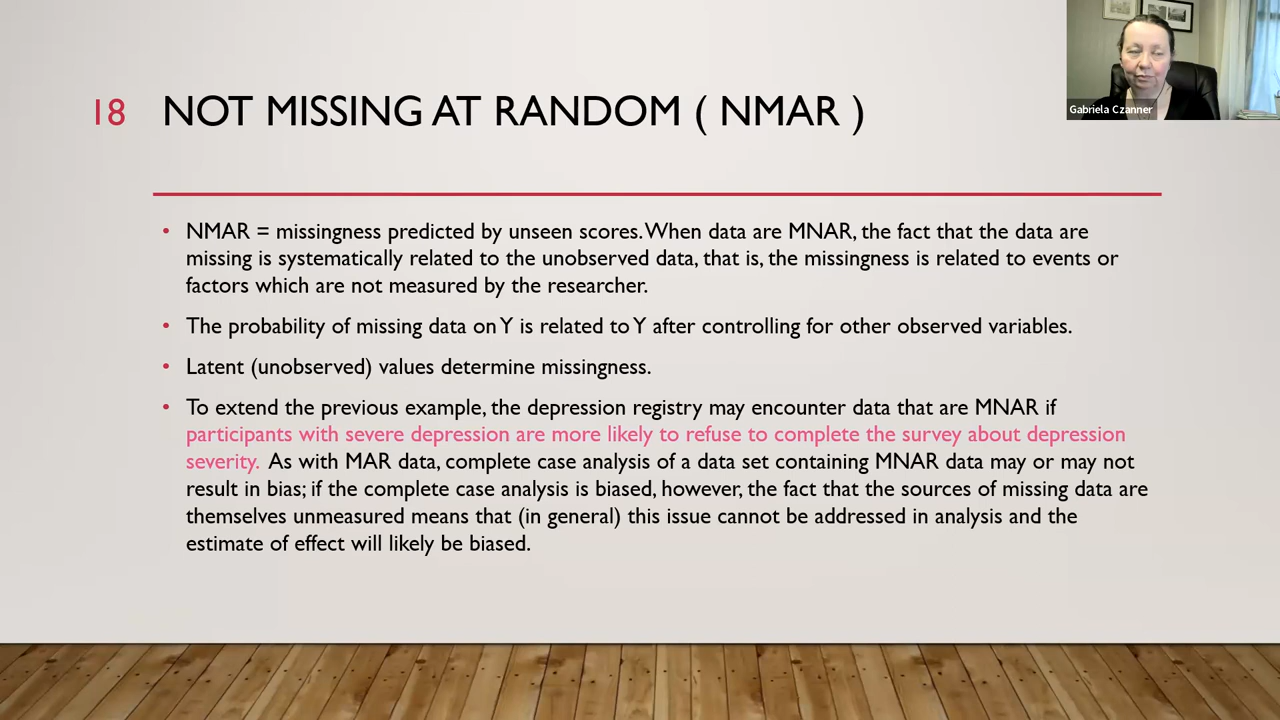 18 NOT MISSING AT RANDOM ( NMAR )
Gabriela Czanner
• NMAR = missingness predicted by unseen scores. When data are MNAR, the fact that the data are
missing is systematically related to the unobserved data, that is, the missingness is related to events or
factors which are not measured by the researcher.
• The probability of missing data on Y is related to Y after controlling for other observed variables.
• Latent (unobserved) values determine missingness.
• To extend the previous example, the depression registry may encounter data that are MNAR if
participants with severe depression are more likely to refuse to complete the survey about depression
severity. As with MAR data, complete case analysis of a data set containing MNAR data may or may not
result in bias; if the complete case analysis is biased, however, the fact that the sources of missing data are
themselves unmeasured means that (in general) this issue cannot be addressed in analysis and the
estimate of effect will likely be biased.